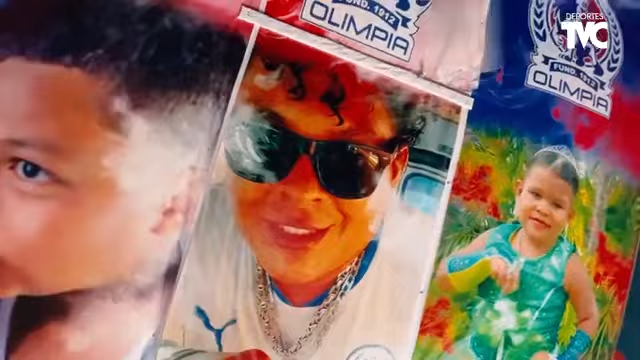 FUND. 1912
OLIMPIA
DEPORTES
TVC
FUND. 1912
OLIMPIA